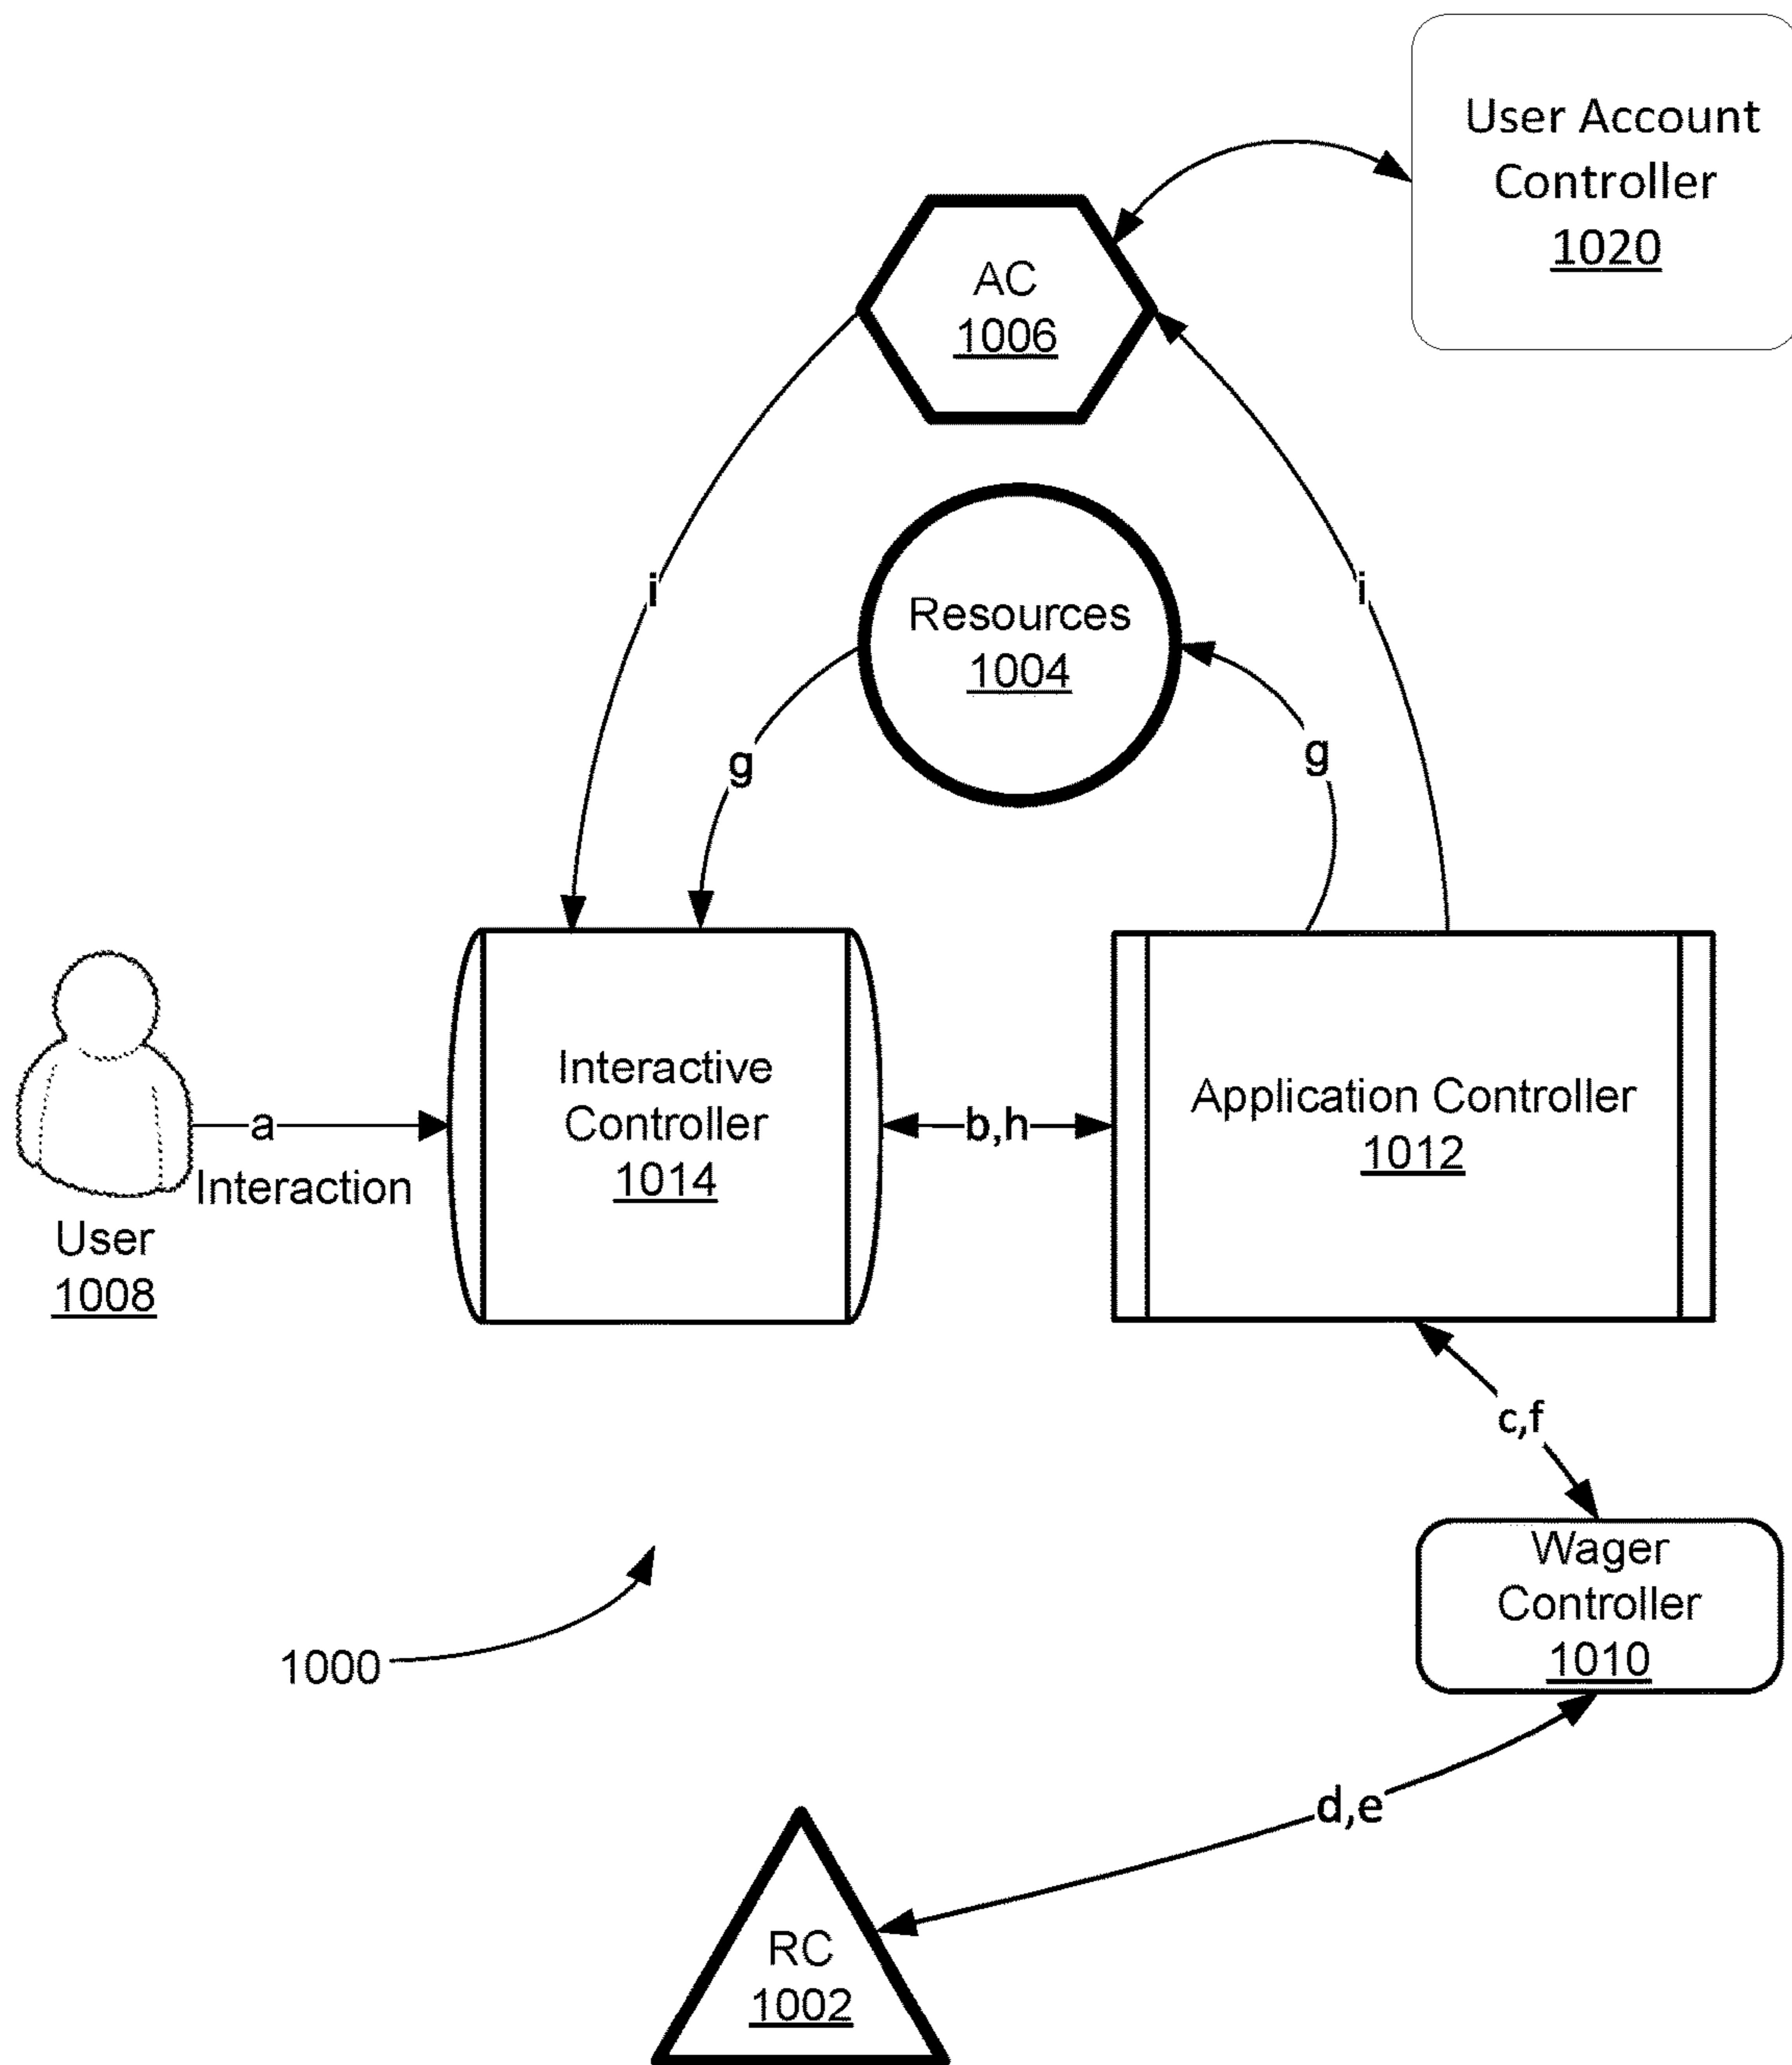 User Account
Controller
1020
AC
1006
i
i
Resources
1004
g
g
Interactive
Controller
1014
Application Controller
1012
a
Interaction
b,h
User
1008
c,f
Wager
Controller
1010
1000
d,e
RC
1002